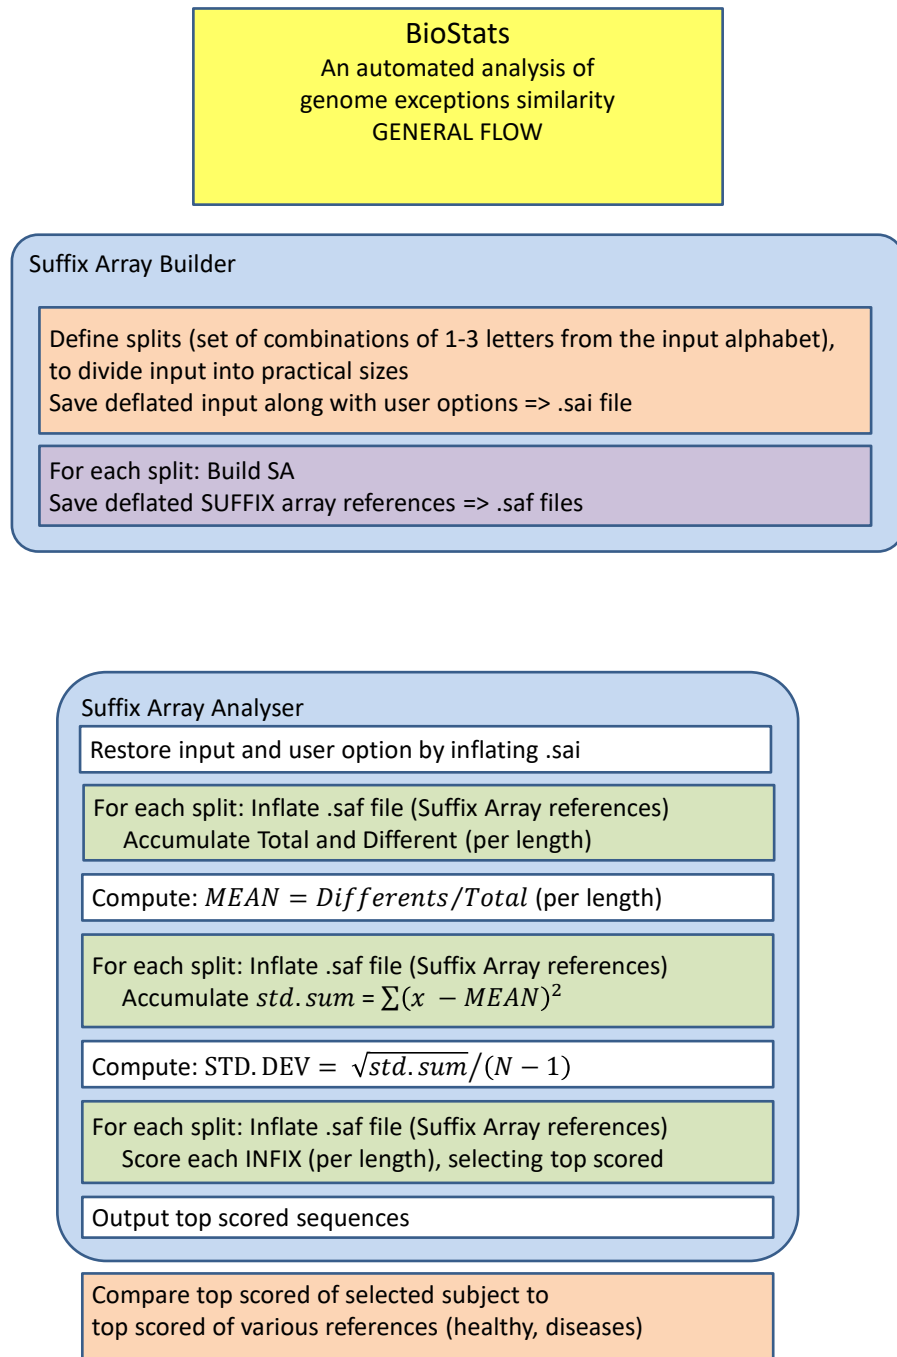 BioStats
An automated analysis of
genome exceptions similarity
GENERAL FLOW
Suffix Array Builder
Define splits (set of combinations of 1-3 letters from the input alphabet),
to divide input into practical sizes
Save deflated input along with user options => .sai file
For each split: Build SA
Save deflated SUFFIX array references => .saf files
Suffix Array Analyser
Restore input and user option by inflating .sai
For each split: Inflate .saf file (Suffix Array references)
Accumulate Total and Different (per length)
Compute: MEAN = Differents/Total (per length)
For each split: Inflate .saf file (Suffix Array references)
Accumulate std.sum = ∑(x − MEAN)²
Compute: STD. DEV = √std.sum/(N − 1)
For each split: Inflate .saf file (Suffix Array references)
Score each INFIX (per length), selecting top scored
Output top scored sequences
Compare top scored of selected subject to
top scored of various references (healthy, diseases)